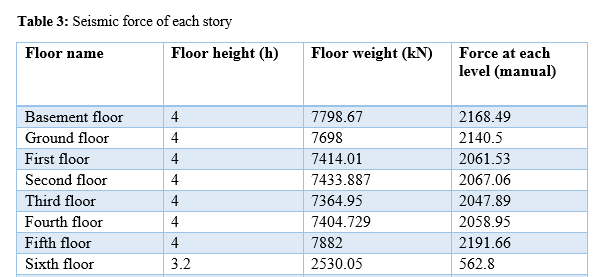 Table 3: Seismic force of each story
Floor name Floor height (h) Floor weight (kN) Force at each
level (manual)
Basement floor 4 7798.67 2168.49
Ground floor 4 7698 2140.5
First floor 4 7414.01 2061.53
Second floor 4 7433.887 2067.06
Third floor 4 7364.95 2047.89
Fourth floor 4 7404.729 2058.95
Fifth floor 4 7882 2191.66
Sixth floor 3.2 2530.05 562.8